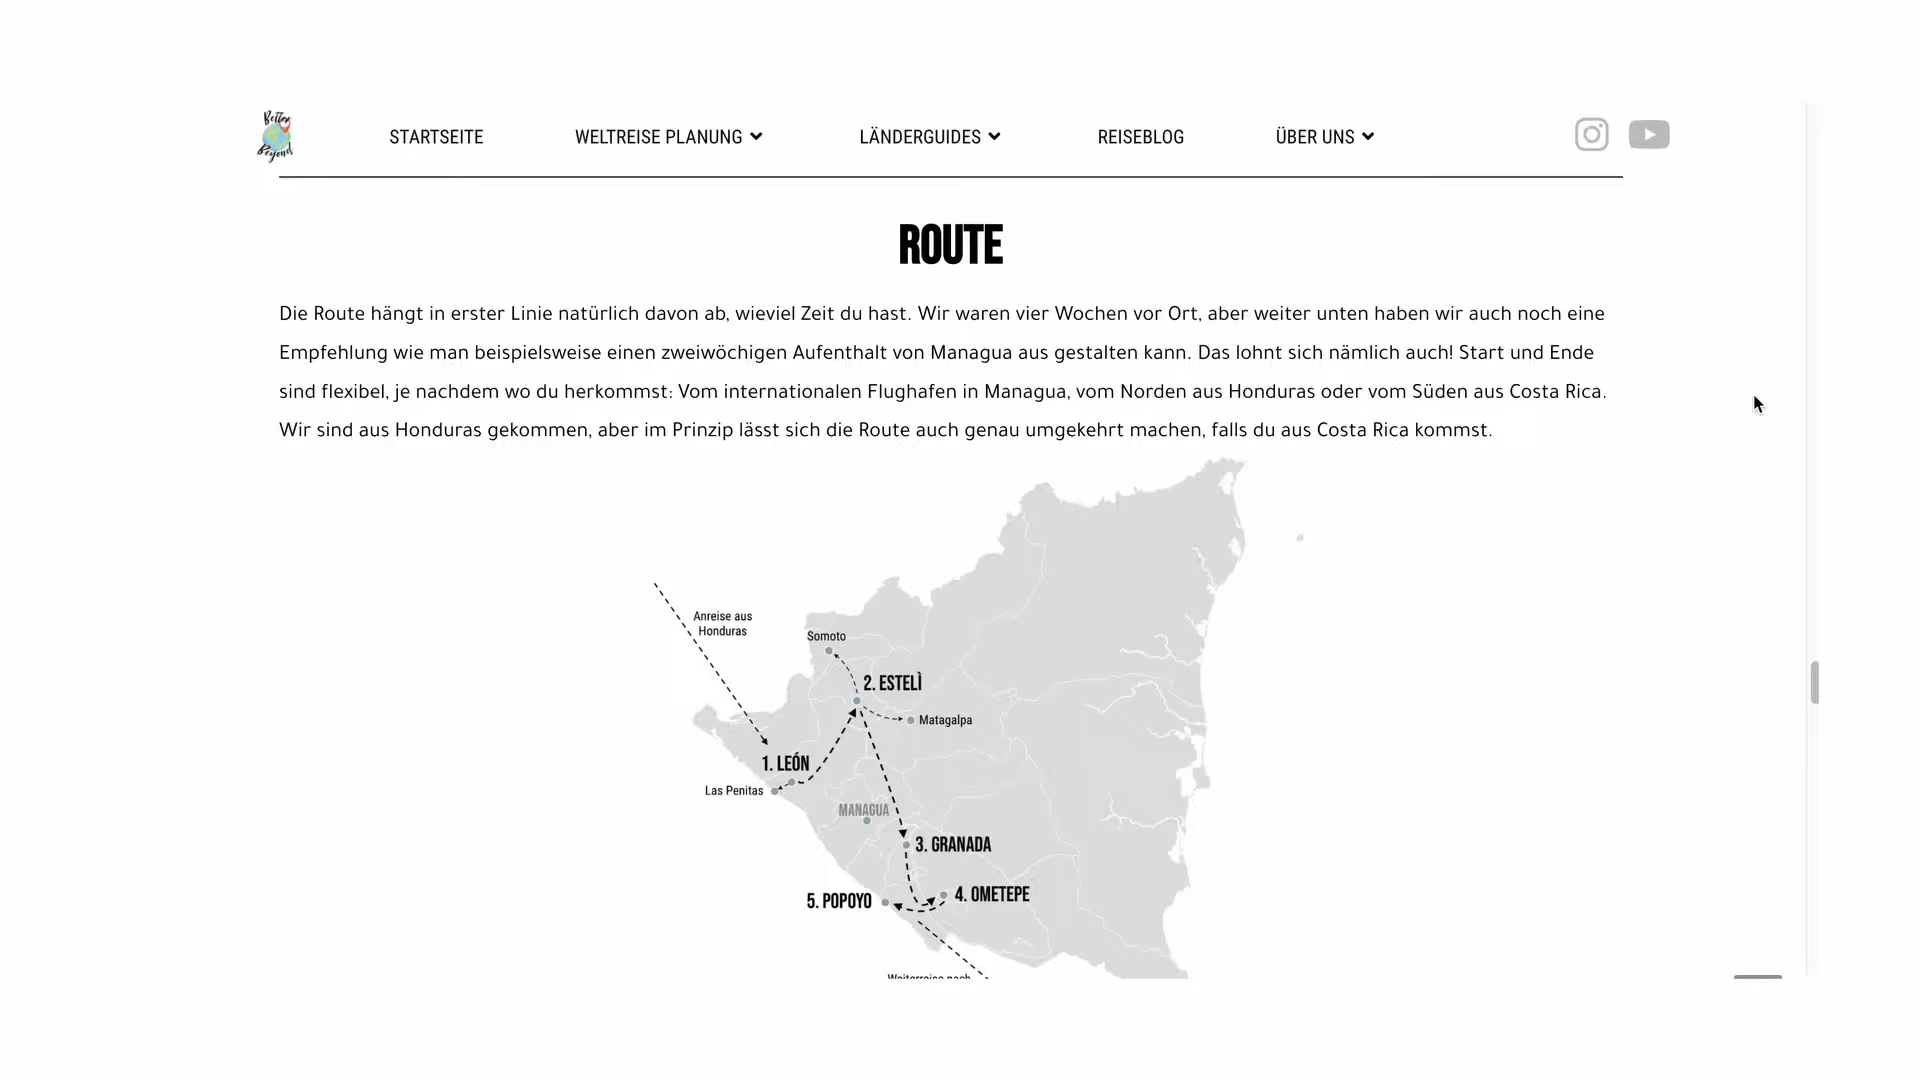 Better
Beyond
STARTSEITE
WELTREISE PLANUNG
LÄNDERGUIDES
REISEBLOG
ÜBER UNS
ROUTE
Die Route hängt in erster Linie natürlich davon ab, wieviel Zeit du hast. Wir waren vier Wochen vor Ort, aber weiter unten haben wir auch noch eine
Empfehlung wie man beispielsweise einen zweiwöchigen Aufenthalt von Managua aus gestalten kann. Das lohnt sich nämlich auch! Start und Ende
sind flexibel, je nachdem wo du herkommst: Vom internationalen Flughafen in Managua, vom Norden aus Honduras oder vom Süden aus Costa Rica.
Wir sind aus Honduras gekommen, aber im Prinzip lässt sich die Route auch genau umgekehrt machen, falls du aus Costa Rica kommst.
Anreise aus
Honduras
Somoto
2. ESTELÌ
Matagalpa
1. LEÓN
Las Penitas
MANAGUA
3. GRANADA
4. OMETEPE
5. POPOYO
Weiterreise nach